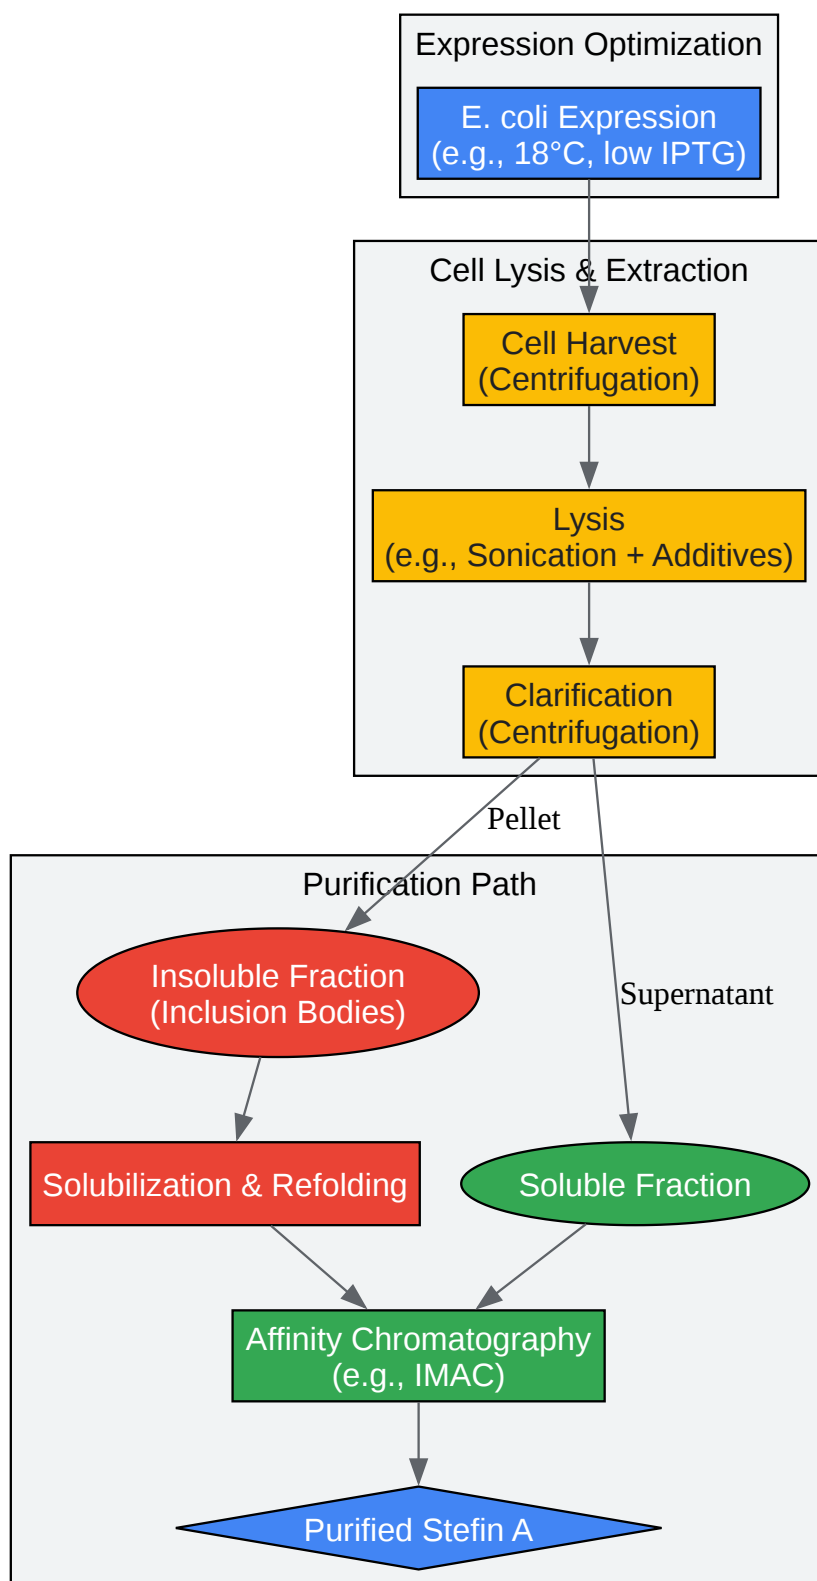 Expression Optimization
E. coli Expression
(e.g., 18°C, low IPTG)
Cell Lysis & Extraction
Cell Harvest
(Centrifugation)
Lysis
(e.g., Sonication + Additives)
Clarification
(Centrifugation)
Pellet
Purification Path
Insoluble Fraction
(Inclusion Bodies)
Supernatant
Solubilization & Refolding
Soluble Fraction
Affinity Chromatography
(e.g., IMAC)
Purified Stefin A